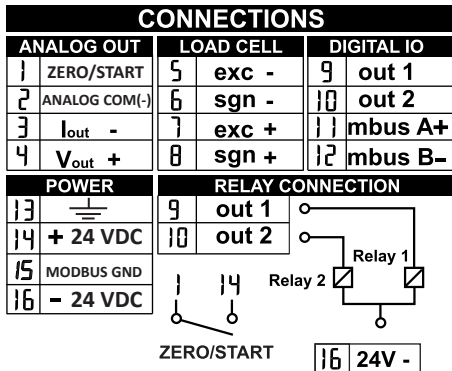 CONNECTIONS
ANALOG OUT LOAD CELL DIGITAL IO
1 ZERO/START 5 exc - 9 out 1
2 ANALOG COM(-) 6 sgn - 10 out 2
3 Iout - 7 exc + 11 mbus A+
4 Vout + 8 sgn + 12 mbus B-
POWER RELAY CONNECTION
13 9 out 1
14 + 24 VDC 10 out 2
15 MODBUS GND
16 - 24 VDC
Relay 1
Relay 2
1 14
ZERO/START
16 24V -